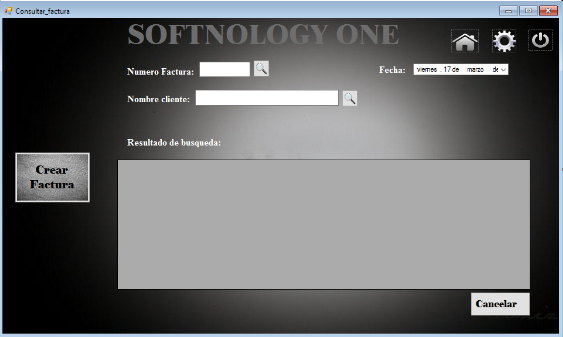 Consultar_factura
SOFTNOLOGY ONE
Numero Factura:
Fecha: viernes , 17 de marzo de
Nombre cliente:
Resultado de busqueda:
Crear
Factura
Cancelar